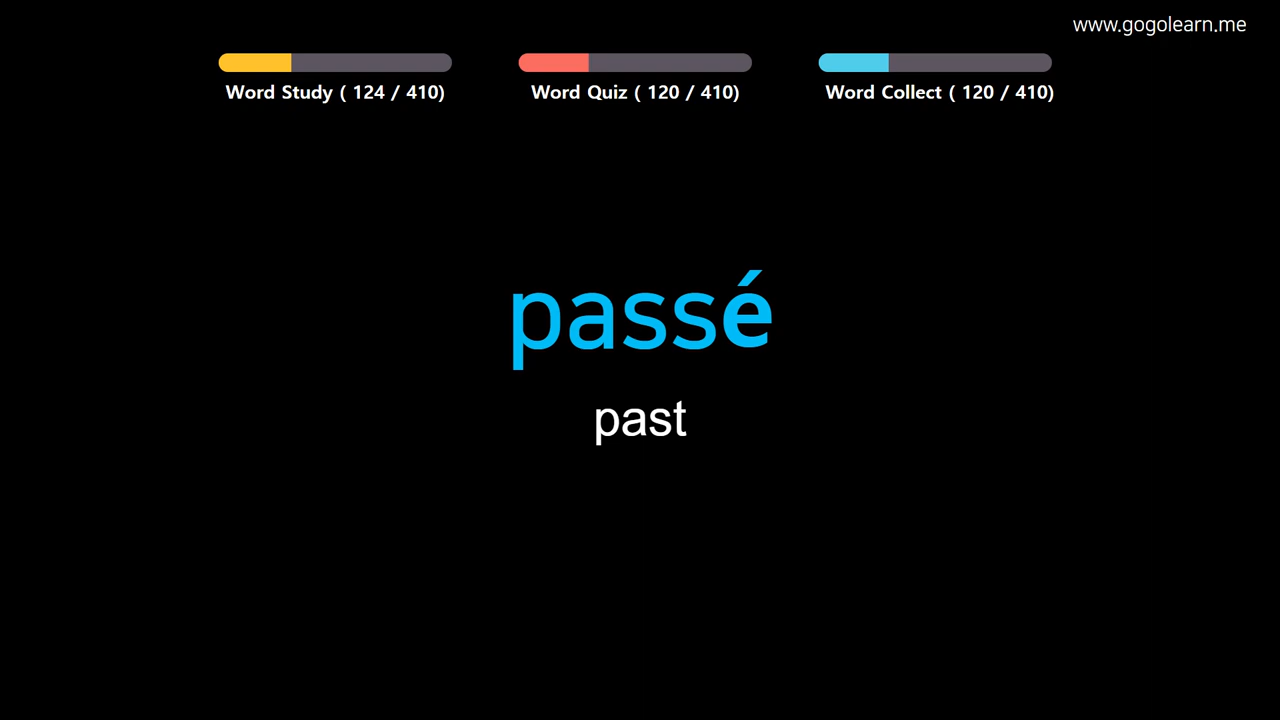 www.gogolearn.me
Word Study ( 124 / 410)
Word Quiz ( 120 / 410)
Word Collect ( 120 / 410)
passé
past